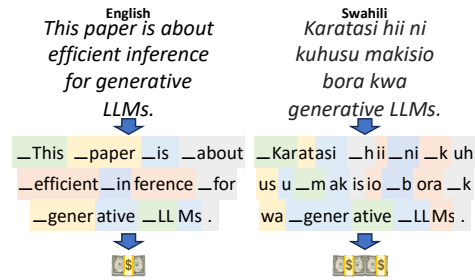 English
This paper is about
efficient inference
for generative
LLMs.
_This _paper _is _about
_efficient _in ference _for
_gener ative _LL Ms .
$
Swahili
Karatasi hii ni
kuhusu makisio
bora kwa
generative LLMs.
_Karatasi _h ii _ni _k uh
us u _m ak is io _b ora _k
wa _gener ative _LL Ms .
$ $